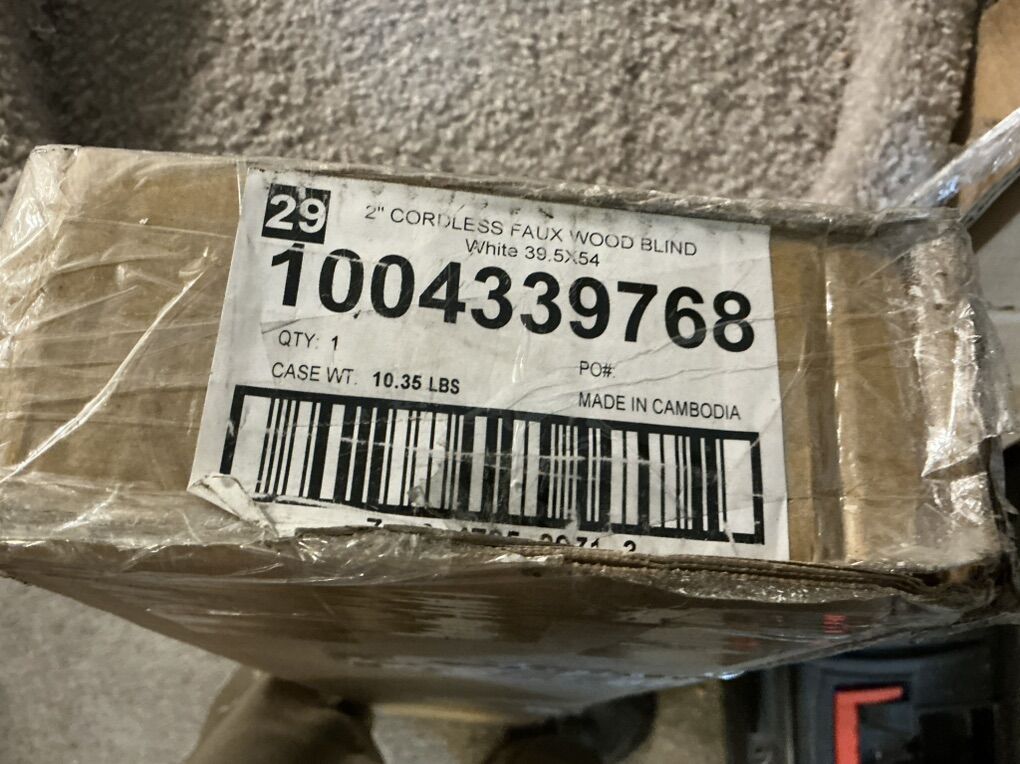 29
2" CORDLESS FAUX WOOD BLIND
White 39.5X54
1004339768
QTY: 1
PO#:
CASE WT. 10.35 LBS
MADE IN CAMBODIA